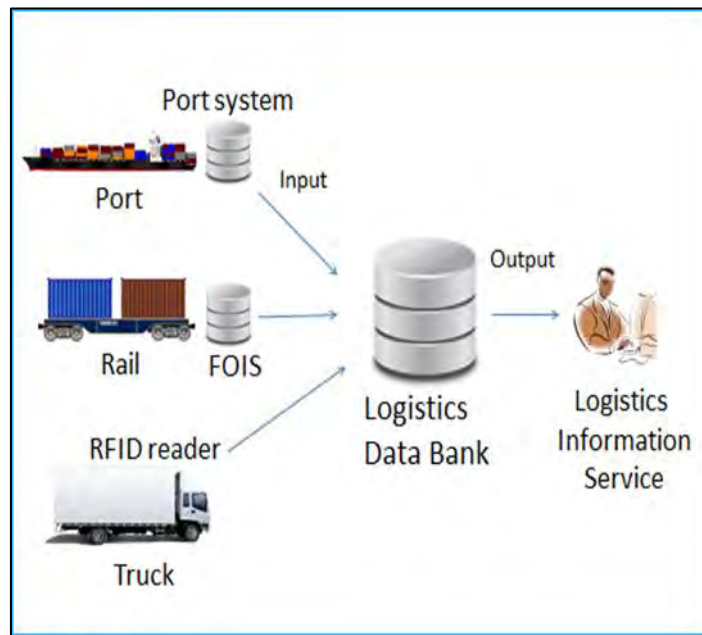 Port system
Port
Input
Rail
FOIS
Output
Logistics
Data Bank
Logistics
Information
Service
RFID reader
Truck